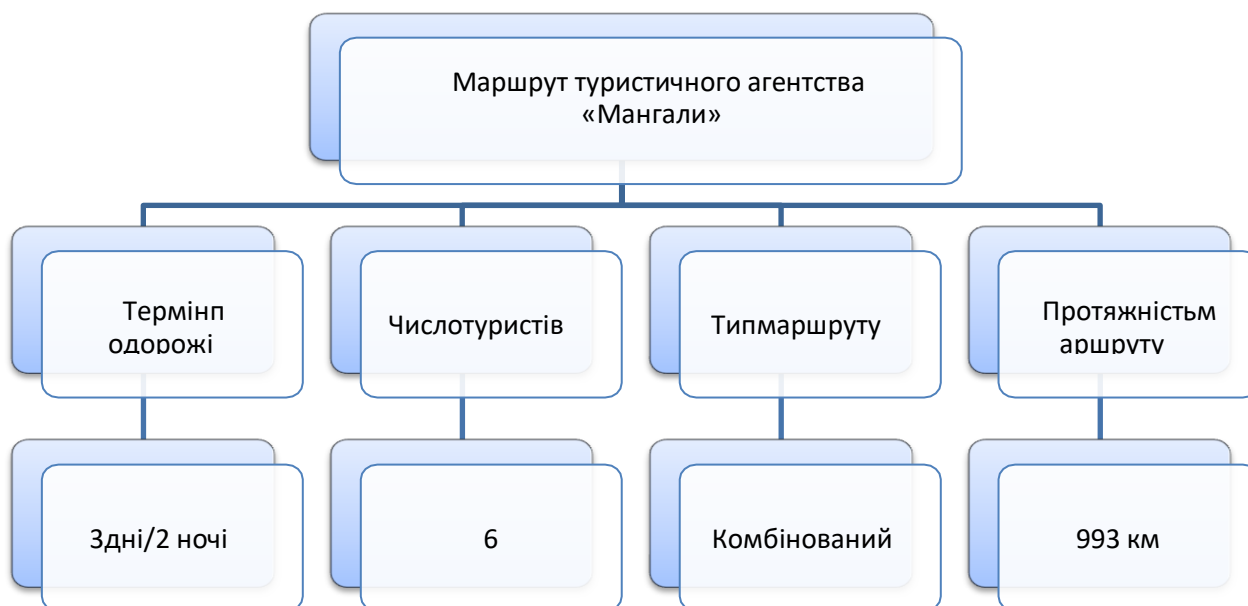 Маршрут туристичного агентства
«Мангали»
Термінп
одорожі
Числотуристів
Типмаршруту
Протяжністьм
аршруту
3дні/2 ночі
6
Комбінований
993 км